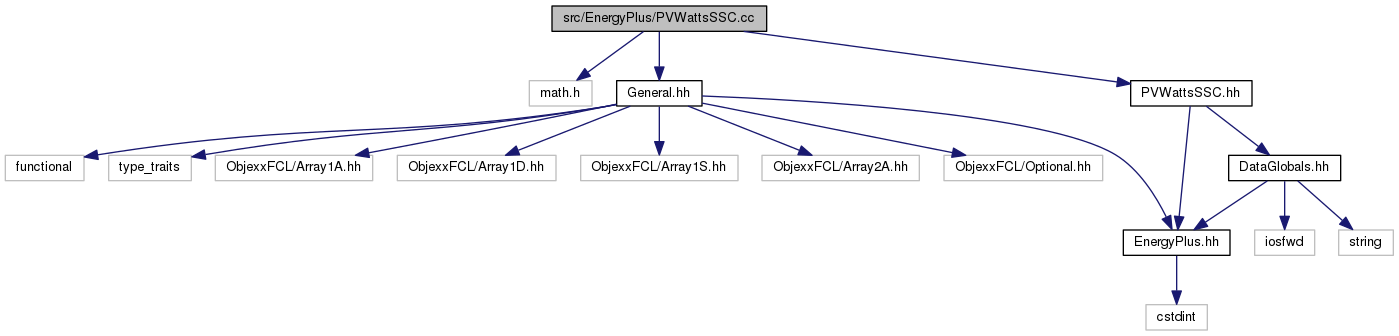 src/EnergyPlus/PVWattsSSC.cc
math.h
General.hh
PVWattsSSC.hh
functional
type_traits
ObjexxFCL/Array1A.hh
ObjexxFCL/Array1D.hh
ObjexxFCL/Array1S.hh
ObjexxFCL/Array2A.hh
ObjexxFCL/Optional.hh
DataGlobals.hh
EnergyPlus.hh
iosfwd
string
cstdint